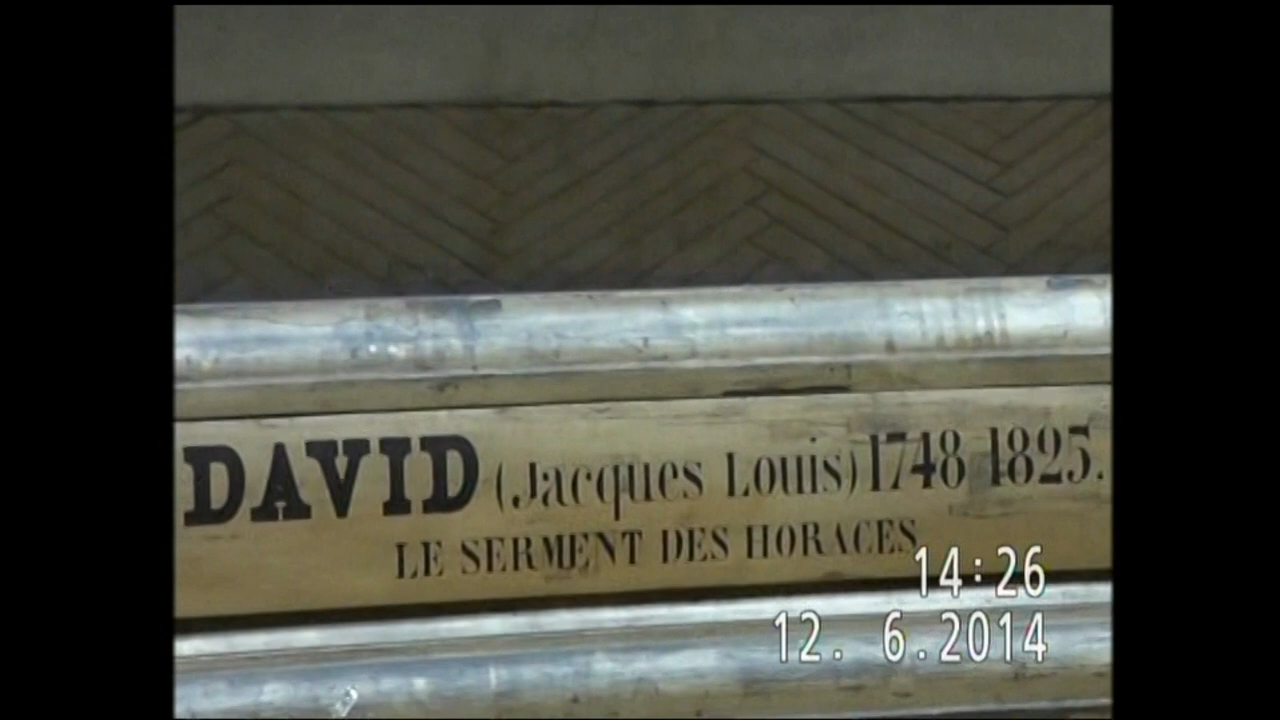 DAVID (Jacques Louis) 1748 1825.
LE SERMENT DES HORACES
14:26
12. 6.2014